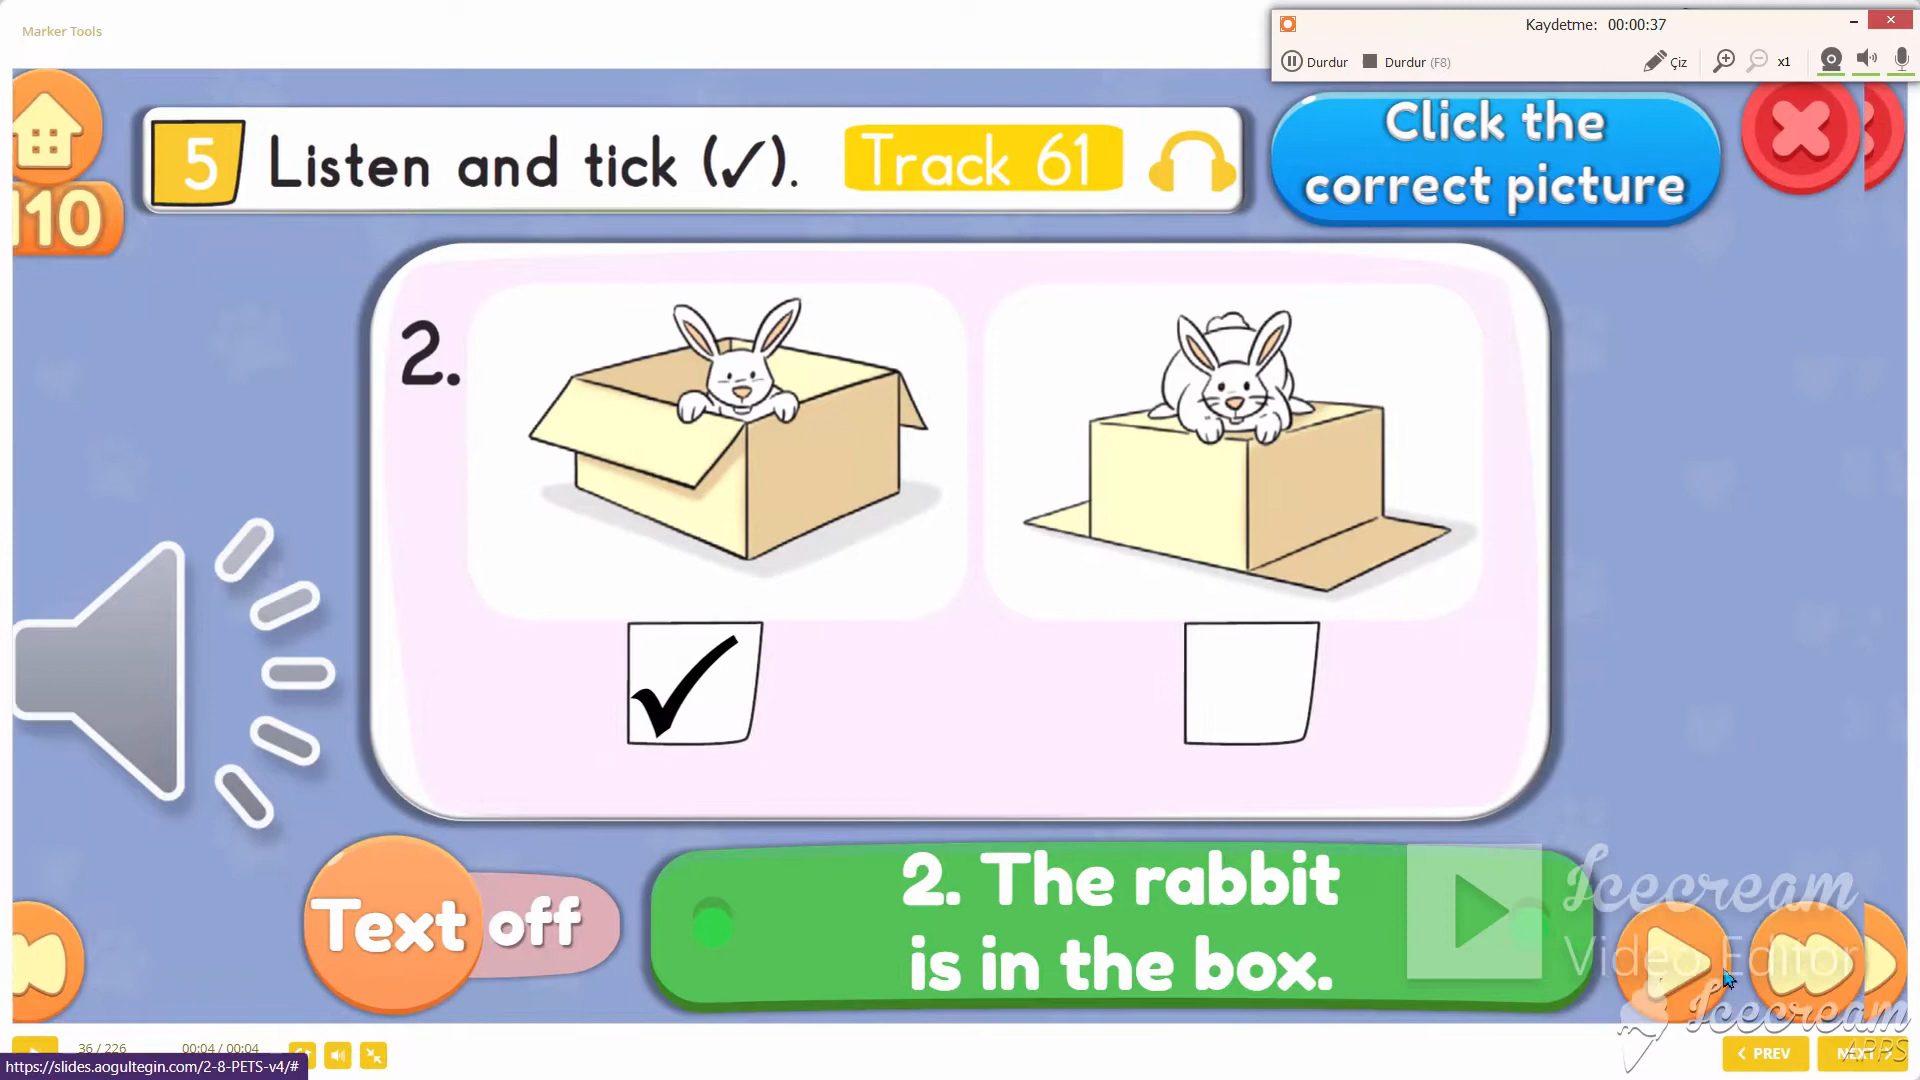 Marker Tools
Kaydetme: 00:00:37
Durdur
Durdur (F8)
Çiz
x1
5 Listen and tick (✓). Track 61
Click the
correct picture
110
2.
✓
Text off
2. The rabbit
is in the box.
Icecream
Video Editor
Icecream
APPS
36 / 226
00:04 / 00:04
PREV
NEXT
https://slides.aogultegin.com/2-8-PETS-v4/#